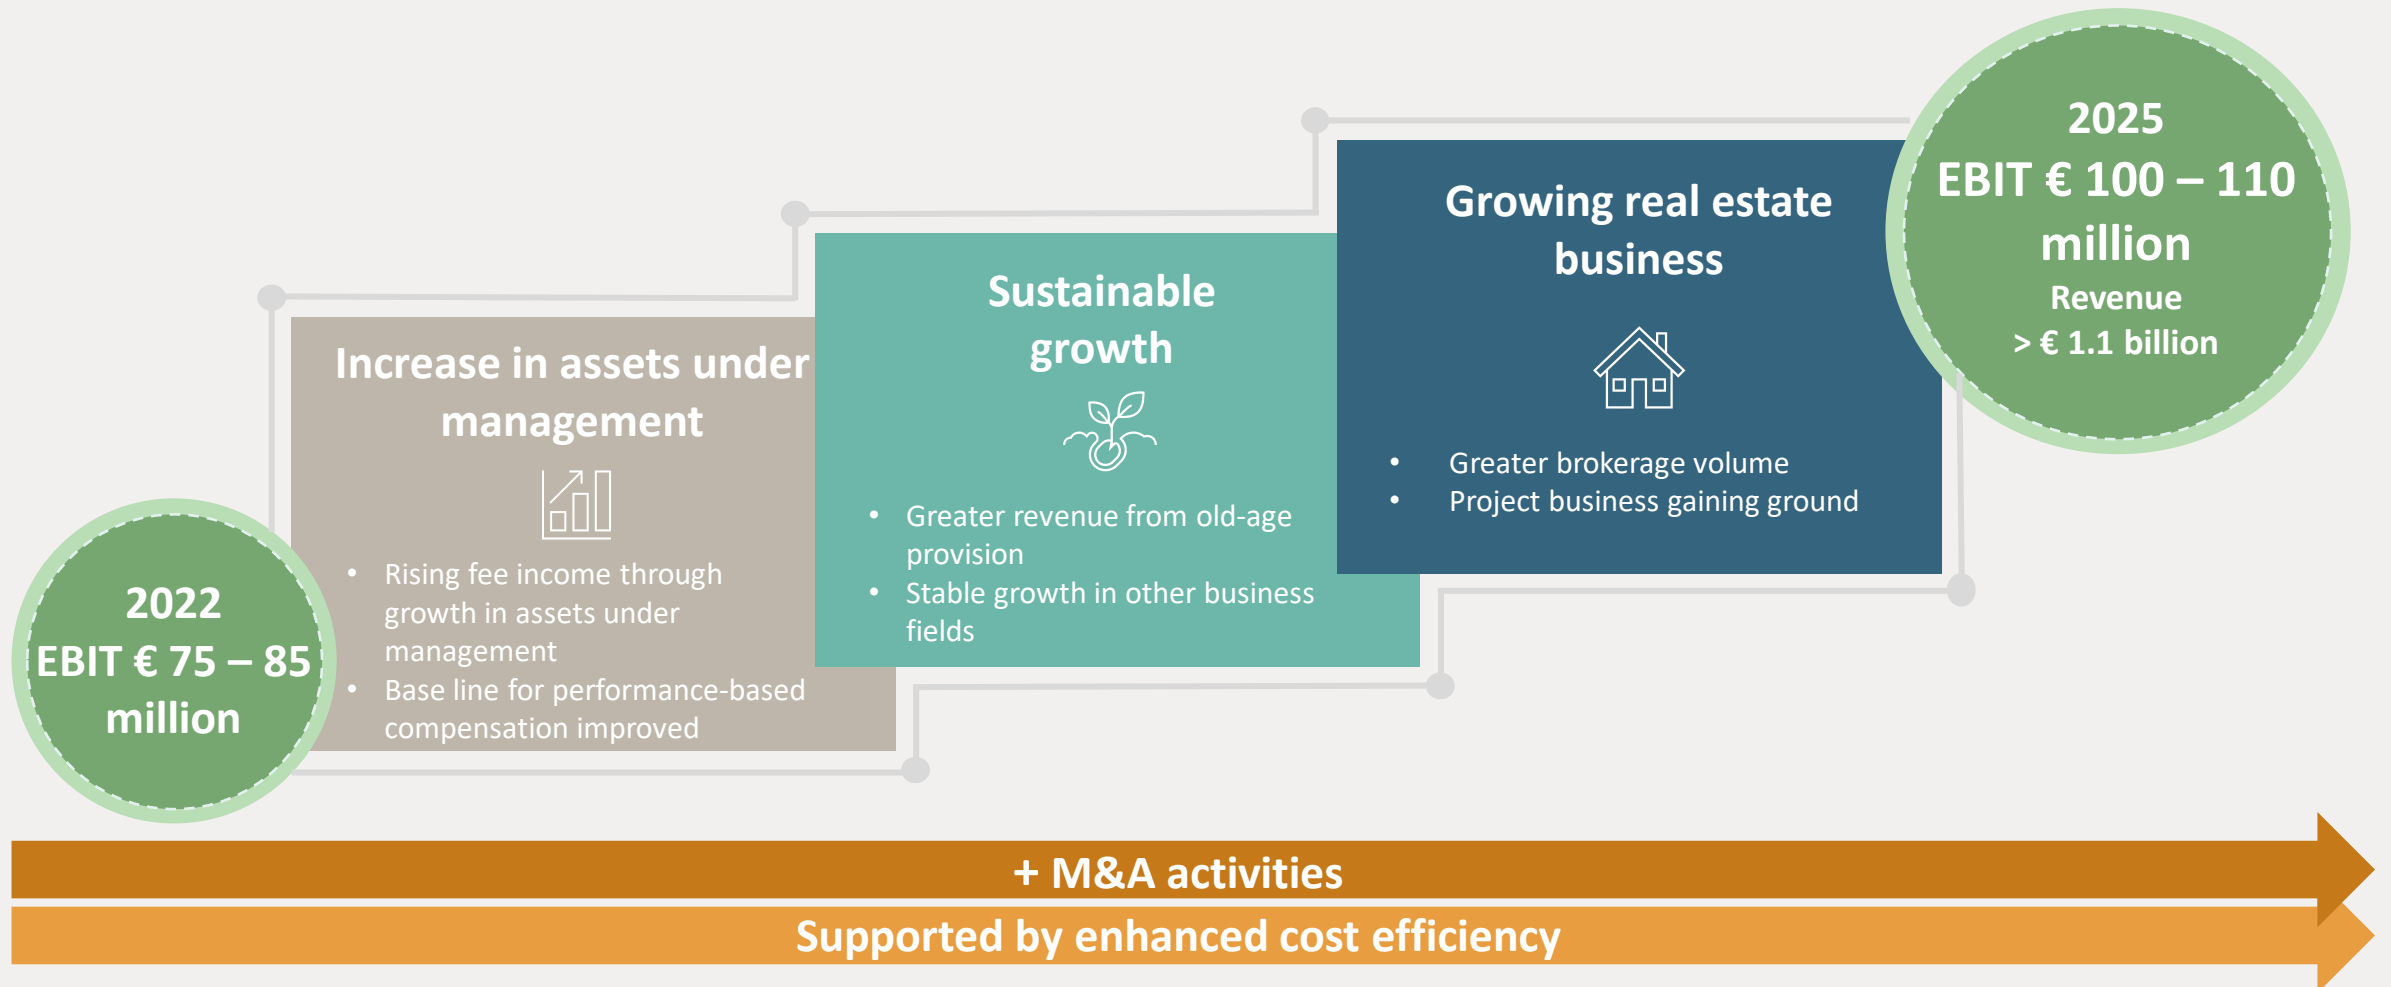 2022
EBIT € 75 – 85
million
Increase in assets under
management
• Rising fee income through
growth in assets under
management
• Base line for performance-based
compensation improved
Sustainable
growth
• Greater revenue from old-age
provision
• Stable growth in other business
fields
Growing real estate
business
• Greater brokerage volume
• Project business gaining ground
2025
EBIT € 100 – 110
million
Revenue
> € 1.1 billion
+ M&A activities
Supported by enhanced cost efficiency